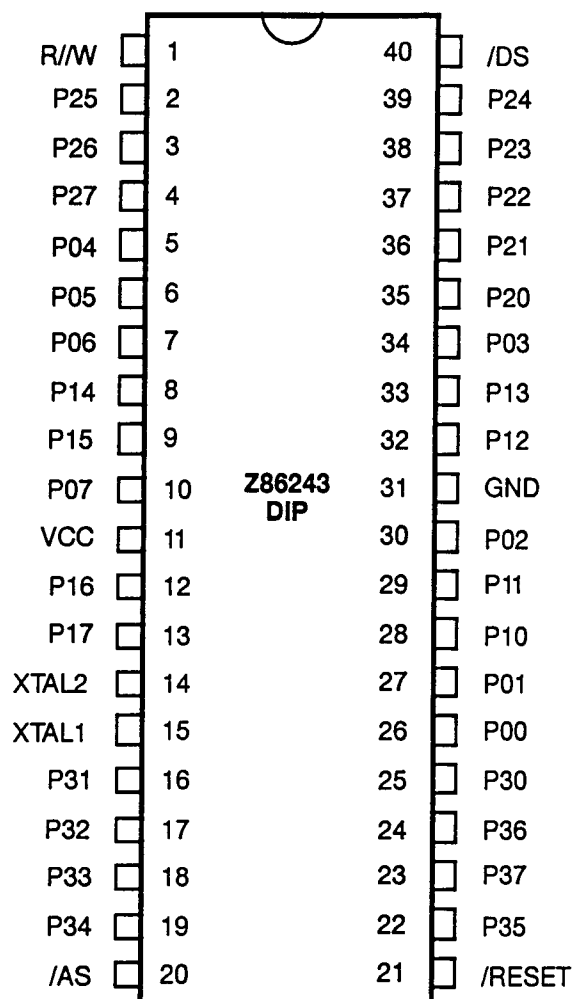 R//W 1 40 /DS
P25 2 39 P24
P26 3 38 P23
P27 4 37 P22
P04 5 36 P21
P05 6 35 P20
P06 7 34 P03
P14 8 33 P13
P15 9 32 P12
P07 10 Z86243 31 GND
DIP
VCC 11 30 P02
P16 12 29 P11
P17 13 28 P10
XTAL2 14 27 P01
XTAL1 15 26 P00
P31 16 25 P30
P32 17 24 P36
P33 18 23 P37
P34 19 22 P35
/AS 20 21 /RESET